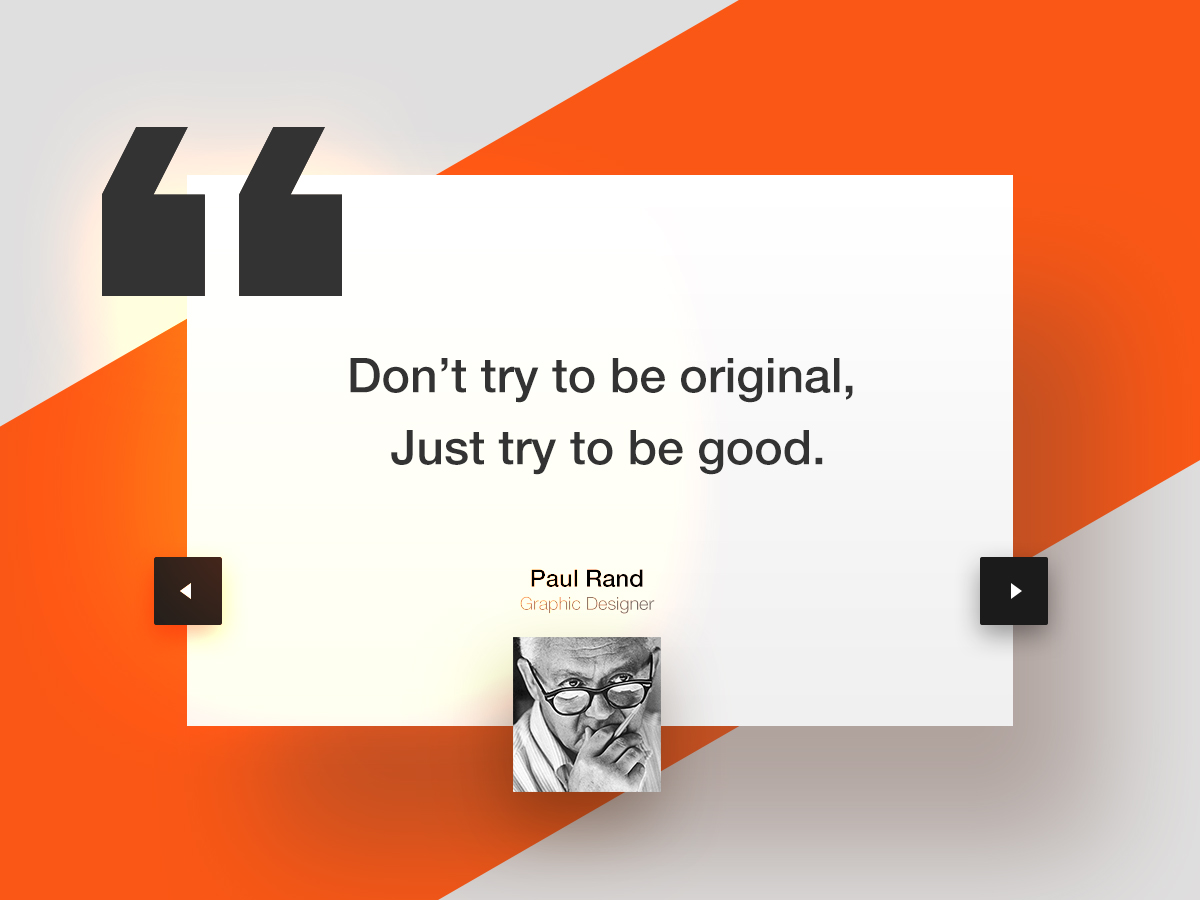 “
Don’t try to be original,
Just try to be good.
Paul Rand
Graphic Designer